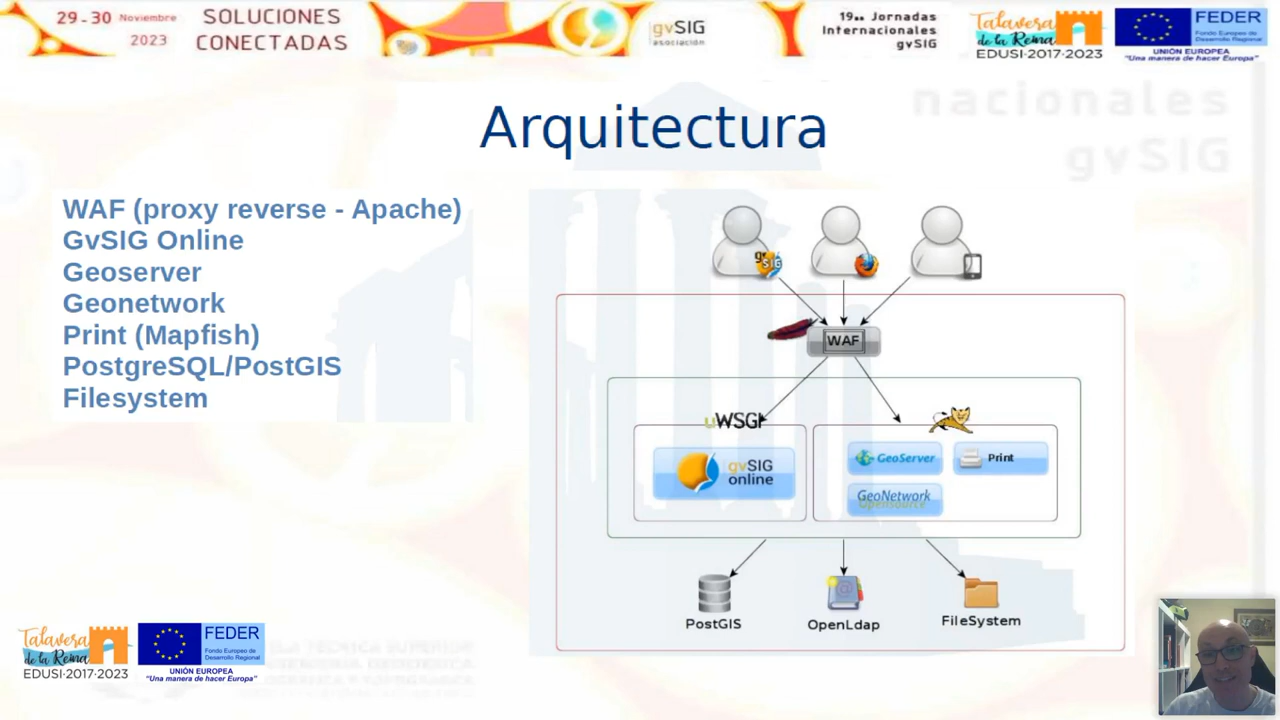 29-30 Noviembre
2023
SOLUCIONES
CONECTADAS
gvSIG
asociación
19as Jornadas
Internacionales
gvSIG
Talavera
de la Reina
EDUSI·2017·2023
FEDER
Fondo Europeo de
Desarrollo Regional
UNIÓN EUROPEA
"Una manera de hacer Europa"
nacionales
gvSIG
Arquitectura
WAF (proxy reverse - Apache)
GvSIG Online
Geoserver
Geonetwork
Print (Mapfish)
PostgreSQL/PostGIS
Filesystem
gvSIG
WAF
uWSGI
gvSIG
online
GeoServer
Print
GeoNetwork
Opensource
PostGIS
OpenLdap
FileSystem
Talavera
de la Reina
EDUSI·2017·2023
FEDER
Fondo Europeo de
Desarrollo Regional
UNIÓN EUROPEA
"Una manera de hacer Europa"